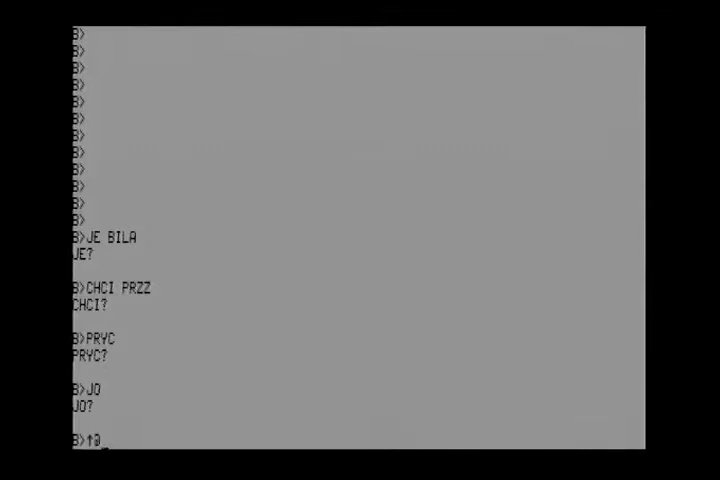 B>
B>
B>
B>
B>
B>
B>
B>
B>
B>
B>
B>
B>JE BILA
JE?
B>CHCI PRZZ
CHCI?
B>PRYC
PRYC?
B>JO
JO?
B>↑@_